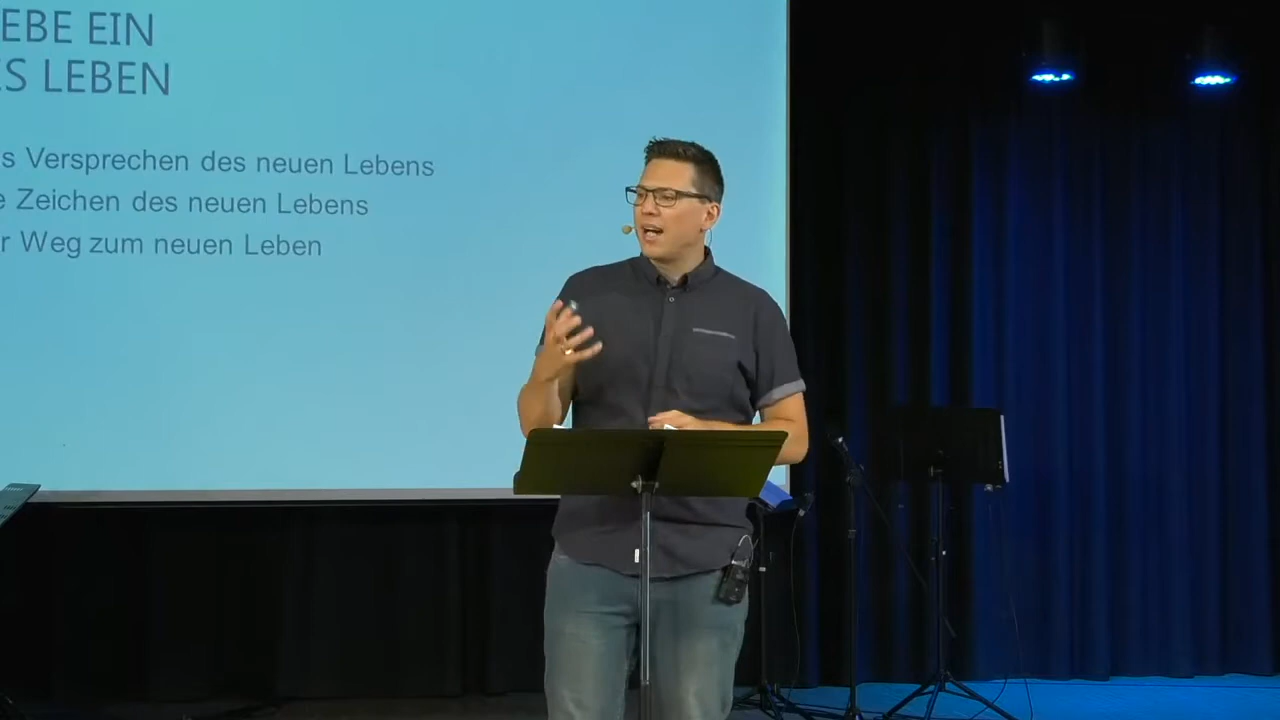 EBE EIN
S LEBEN
s Versprechen des neuen Lebens
e Zeichen des neuen Lebens
r Weg zum neuen Leben